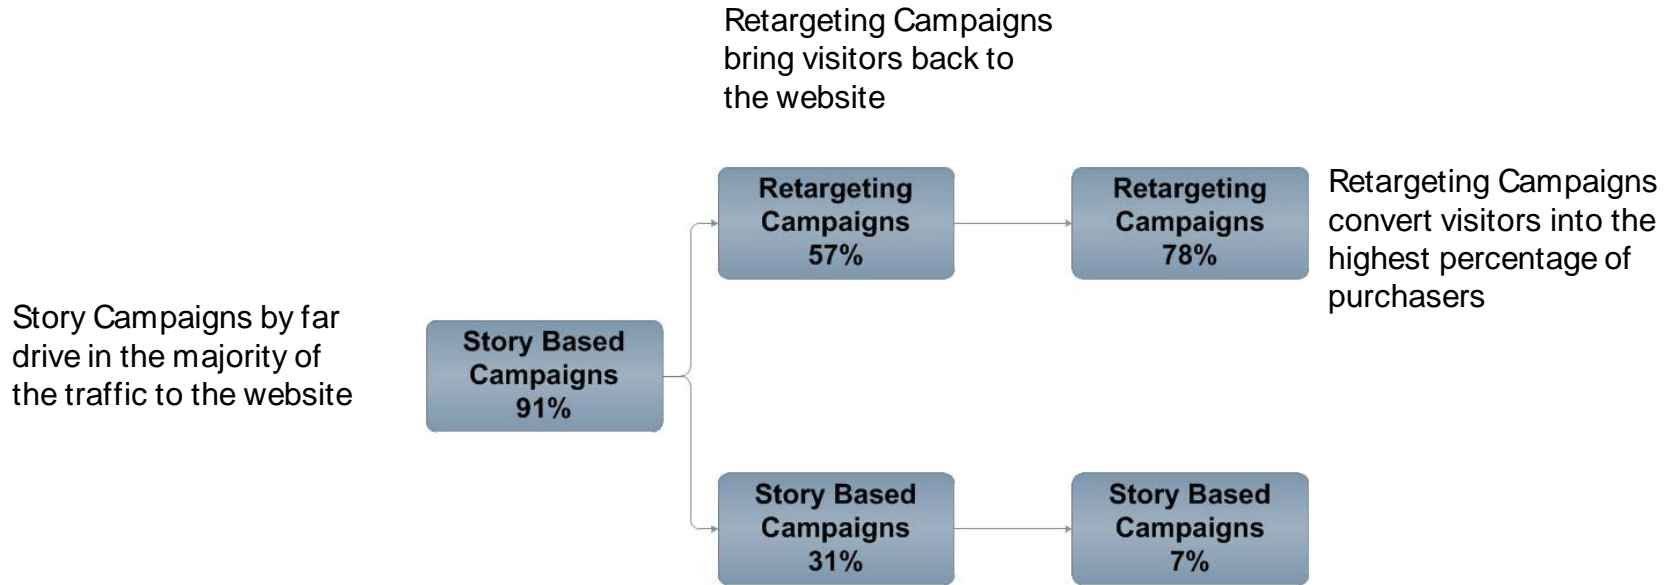 Retargeting Campaigns
bring visitors back to
the website
Retargeting
Campaigns
57%
Retargeting
Campaigns
78%
Retargeting Campaigns
convert visitors into the
highest percentage of
purchasers
Story Campaigns by far
drive in the majority of
the traffic to the website
Story Based
Campaigns
91%
Story Based
Campaigns
31%
Story Based
Campaigns
7%